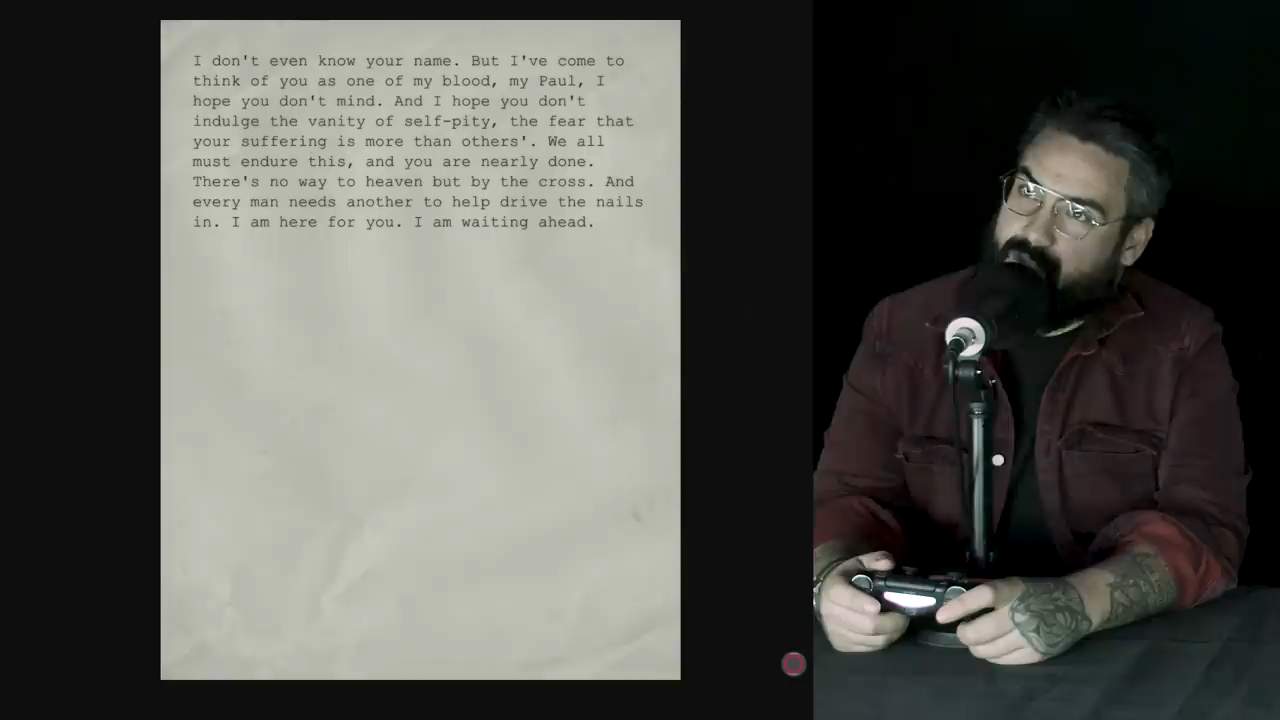 I don't even know your name. But I've come to
think of you as one of my blood, my Paul, I
hope you don't mind. And I hope you don't
indulge the vanity of self-pity, the fear that
your suffering is more than others'. We all
must endure this, and you are nearly done.
There's no way to heaven but by the cross. And
every man needs another to help drive the nails
in. I am here for you. I am waiting ahead.